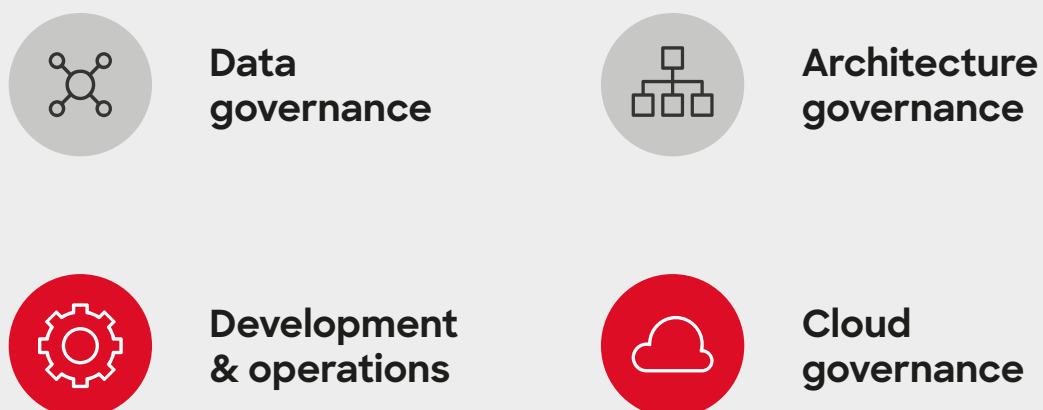 Data
governance
Architecture
governance
Development
& operations
Cloud
governance